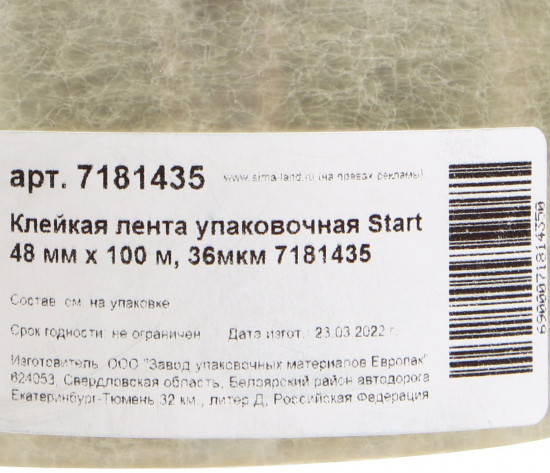 арт. 7181435
www.sima-land.ru (на правах рекламы)
Клейкая лента упаковочная Start
48 мм х 100 м, 36мкм 7181435
Состав: см. на упаковке
Срок годности: не ограничен Дата изгот.: 23.03.2022 г.
Изготовитель: ООО "Завод упаковочных материалов Европак"
624053, Свердловская область, Белоярский район автодорога
Екатеринбург-Тюмень 32 км., литер Д, Российская Федерация
6900071814350